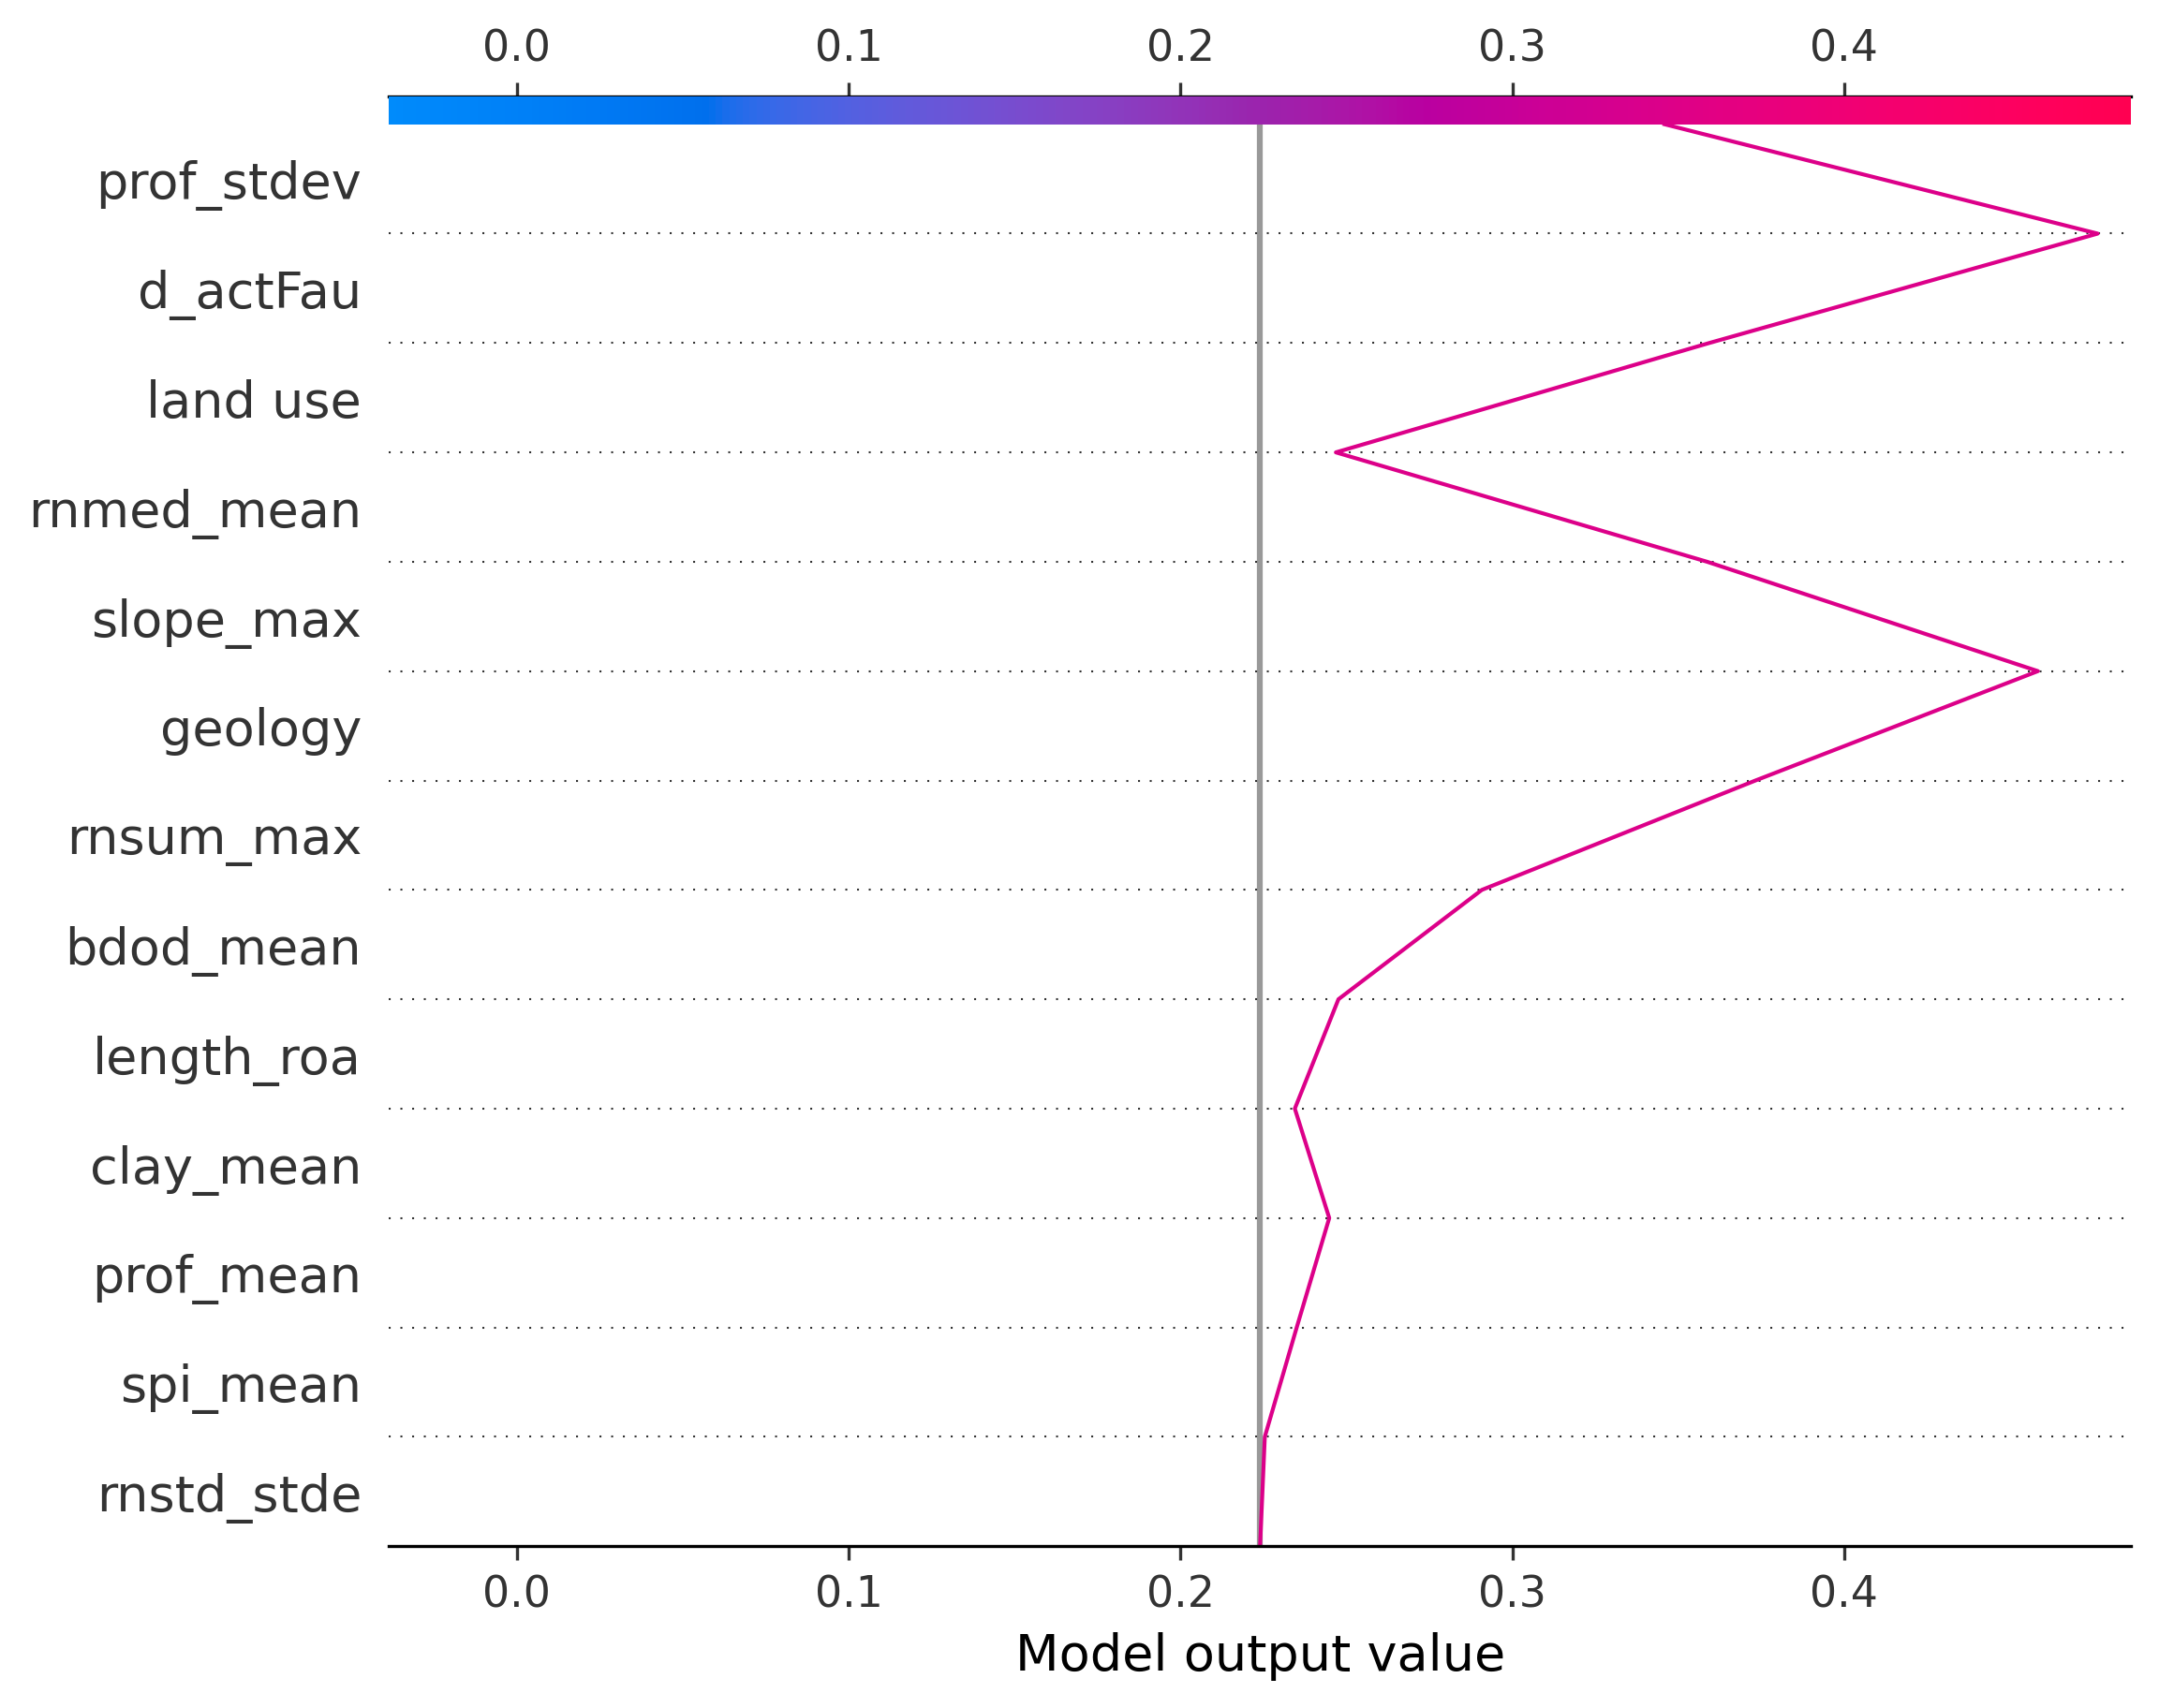 0.0 0.1 0.2 0.3 0.4
prof_stdev
d_actFau
land use
rnmed_mean
slope_max
geology
rnsum_max
bdod_mean
length_roa
clay_mean
prof_mean
spi_mean
rnstd_stde
0.0 0.1 0.2 0.3 0.4
Model output value